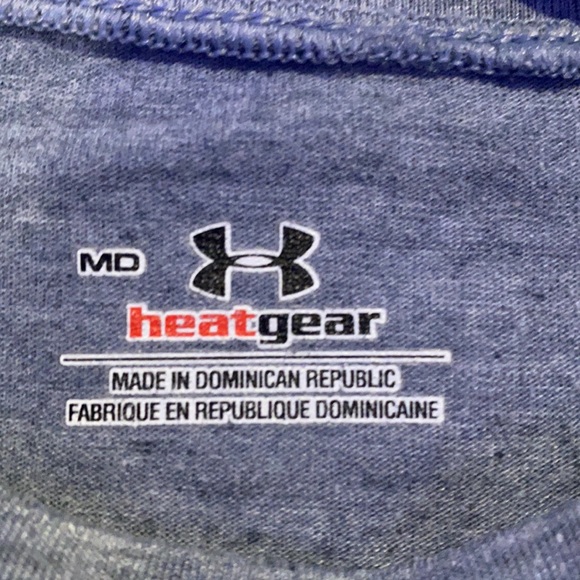 MD
heatgear
MADE IN DOMINICAN REPUBLIC
FABRIQUE EN REPUBLIQUE DOMINICAINE